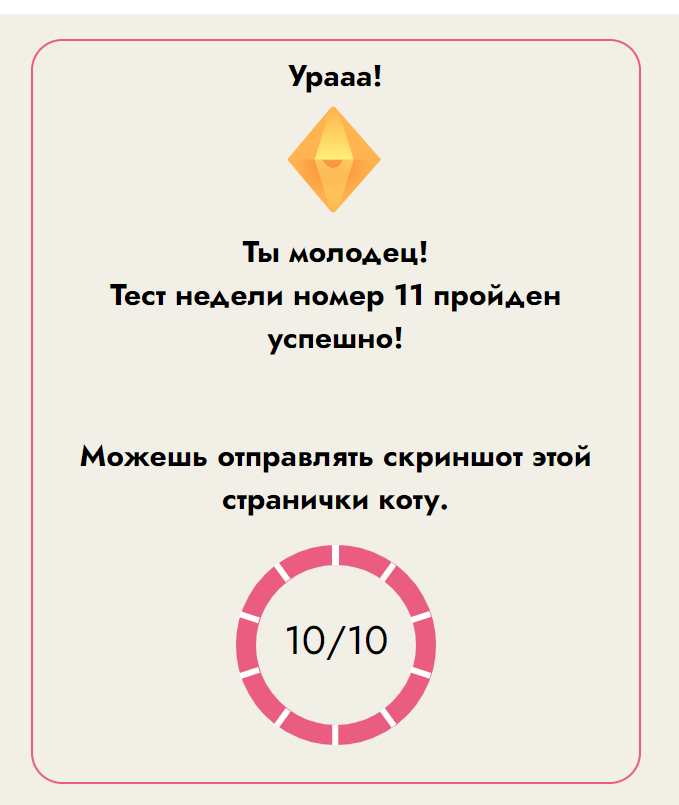 Урааа!
Ты молодец!
Тест недели номер 11 пройден
успешно!
Можешь отправлять скриншот этой
странички коту.
10/10